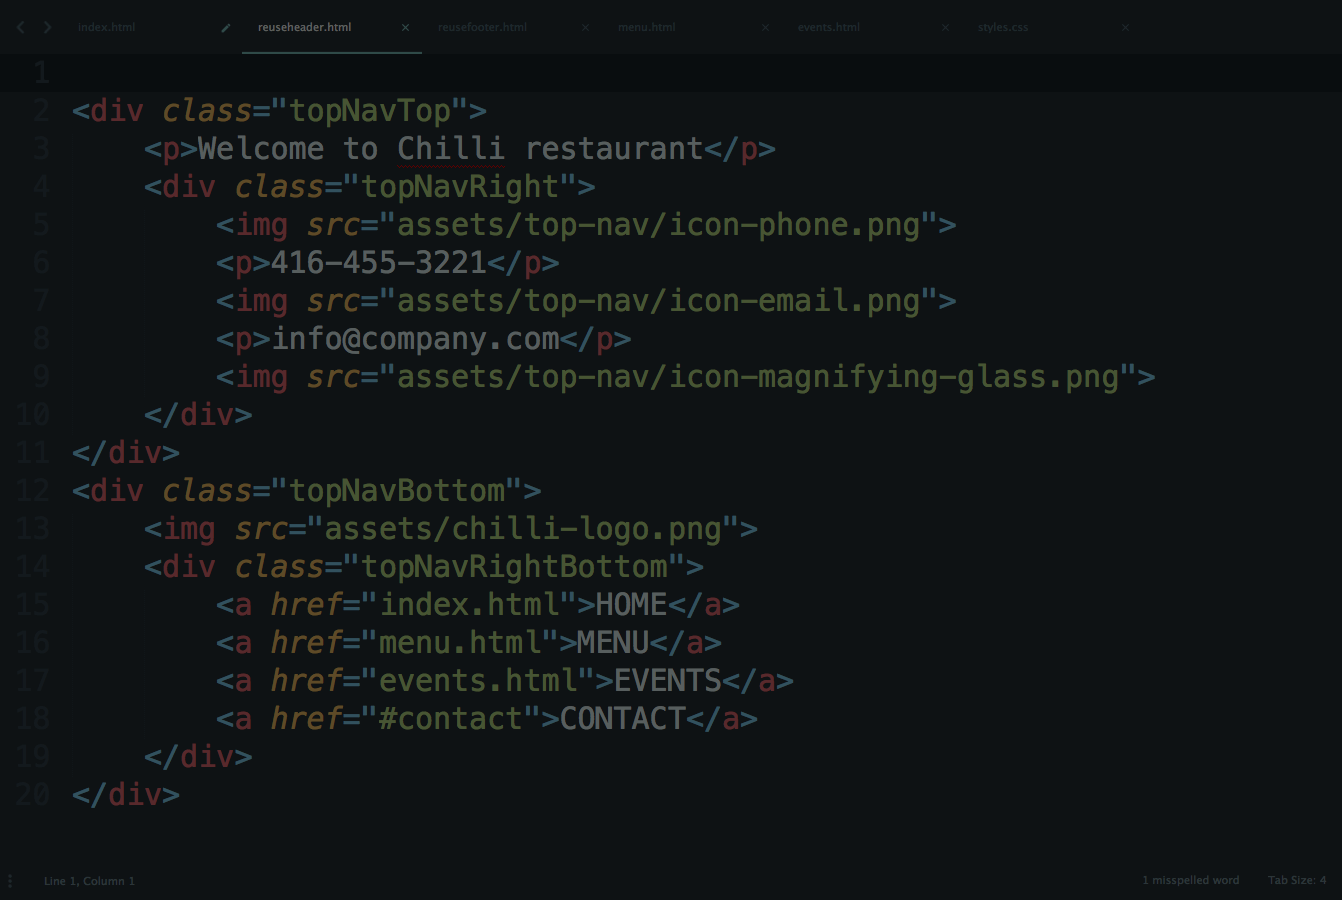 index.html reuseheader.html reusefooter.html menu.html events.html styles.css
1
2 <div class="topNavTop">
3 <p>Welcome to Chilli restaurant</p>
4 <div class="topNavRight">
5 <img src="assets/top-nav/icon-phone.png">
6 <p>416-455-3221</p>
7 <img src="assets/top-nav/icon-email.png">
8 <p>info@company.com</p>
9 <img src="assets/top-nav/icon-magnifying-glass.png">
10 </div>
11 </div>
12 <div class="topNavBottom">
13 <img src="assets/chilli-logo.png">
14 <div class="topNavRightBottom">
15 <a href="index.html">HOME</a>
16 <a href="menu.html">MENU</a>
17 <a href="events.html">EVENTS</a>
18 <a href="#contact">CONTACT</a>
19 </div>
20 </div>
Line 1, Column 1 1 misspelled word Tab Size: 4